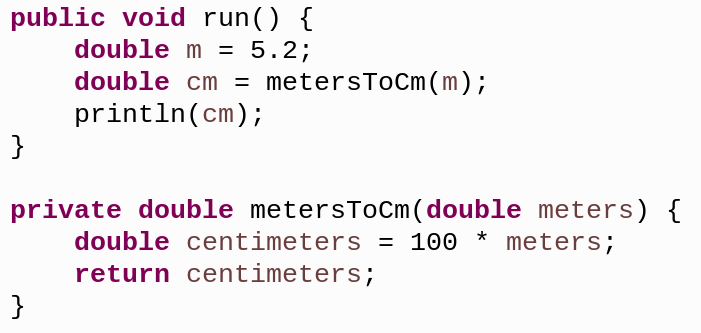 public void run() {
    double m = 5.2;
    double cm = metersToCm(m);
    println(cm);
}

private double metersToCm(double meters) {
    double centimeters = 100 * meters;
    return centimeters;
}